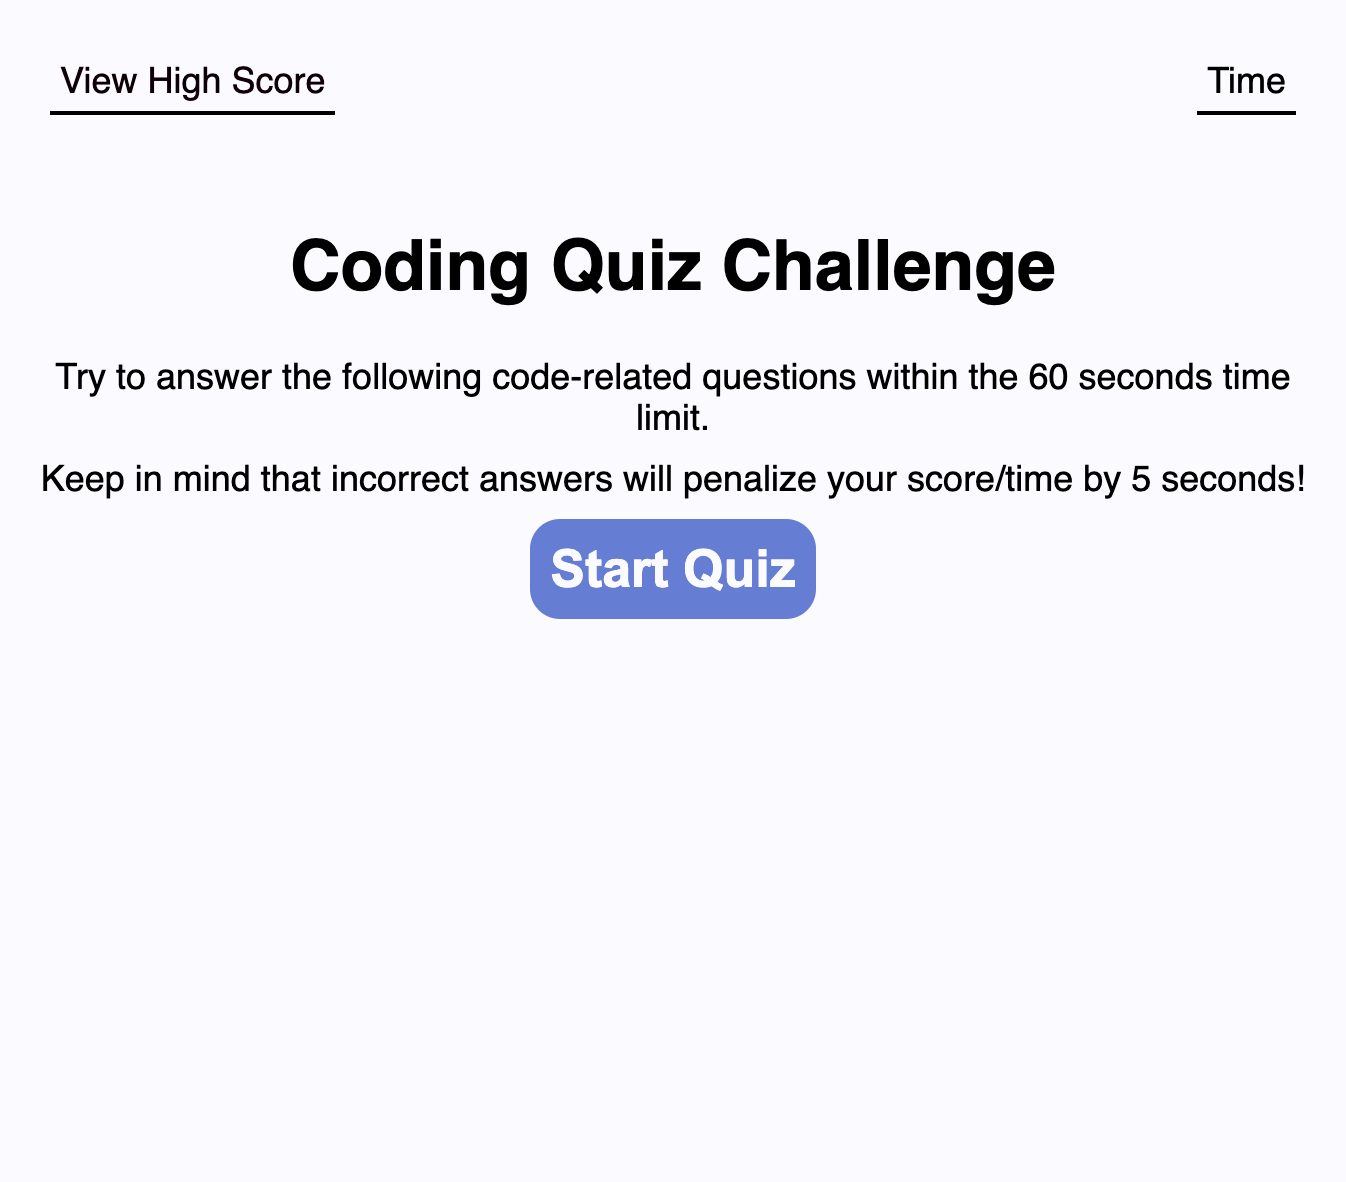 View High Score
Time
Coding Quiz Challenge
Try to answer the following code-related questions within the 60 seconds time
limit.
Keep in mind that incorrect answers will penalize your score/time by 5 seconds!
Start Quiz